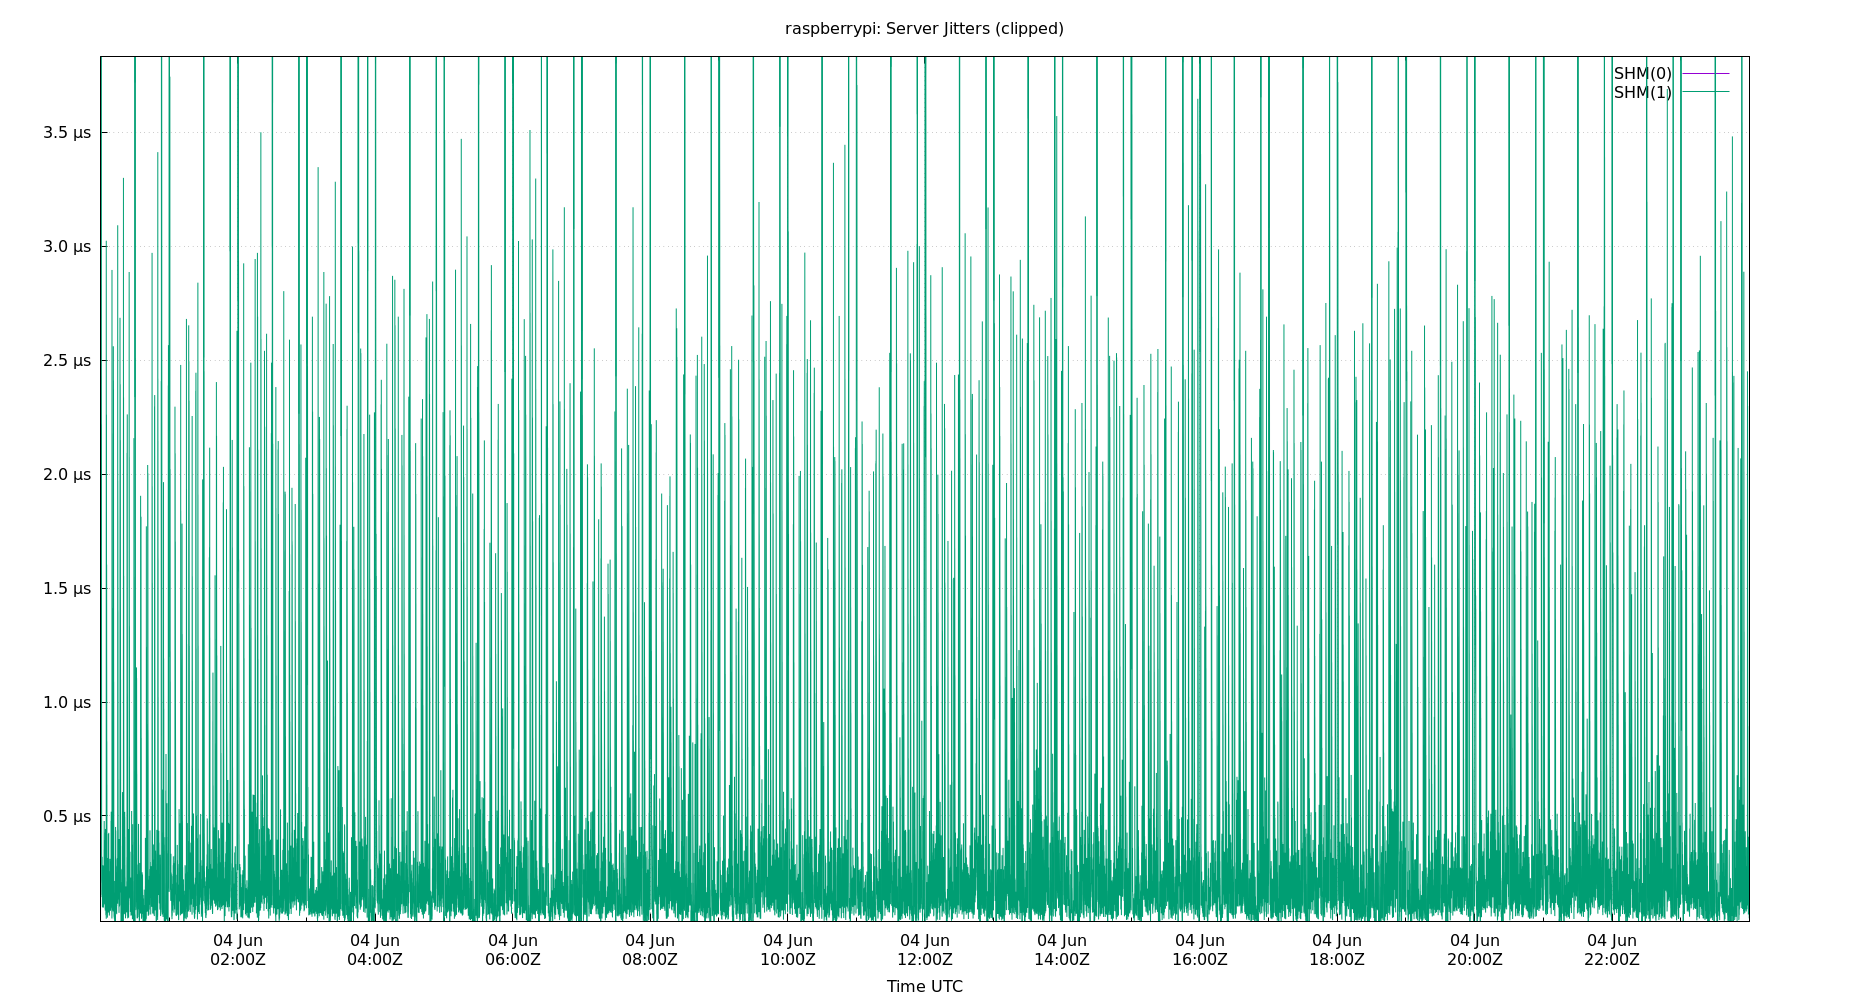 raspberrypi: Server Jitters (clipped)
SHM(0)
SHM(1)
3.5 µs
3.0 µs
2.5 µs
2.0 µs
1.5 µs
1.0 µs
0.5 µs
04 Jun 04 Jun 04 Jun 04 Jun 04 Jun 04 Jun 04 Jun 04 Jun 04 Jun 04 Jun 04 Jun
02:00Z 04:00Z 06:00Z 08:00Z 10:00Z 12:00Z 14:00Z 16:00Z 18:00Z 20:00Z 22:00Z
Time UTC